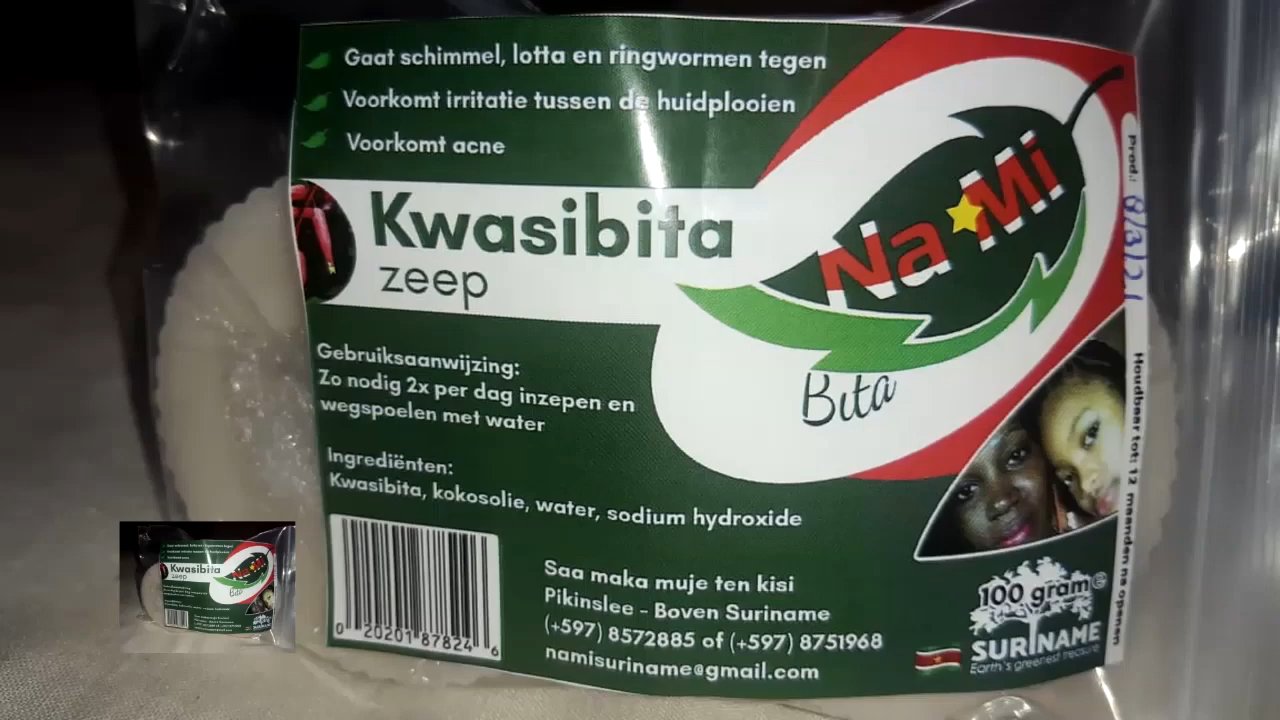 Gaat schimmel, lotta en ringwormen tegen
Voorkomt irritatie tussen de huidplooien
Voorkomt acne
Kwasibita
zeep
Na Mi
Bita
Prod.: 8/3/21
Houdbaar tot: 12 maanden na openen
Gebruiksaanwijzing:
Zo nodig 2x per dag inzepen en
wegspoelen met water
Ingrediënten:
Kwasibita, kokosolie, water, sodium hydroxide
0 20201 87824 6
Saa maka muje ten kisi
Pikinslee - Boven Suriname
(+597) 8572885 of (+597) 8751968
namisuriname@gmail.com
100 gram e
SURINAME
Earth's greenest treasure